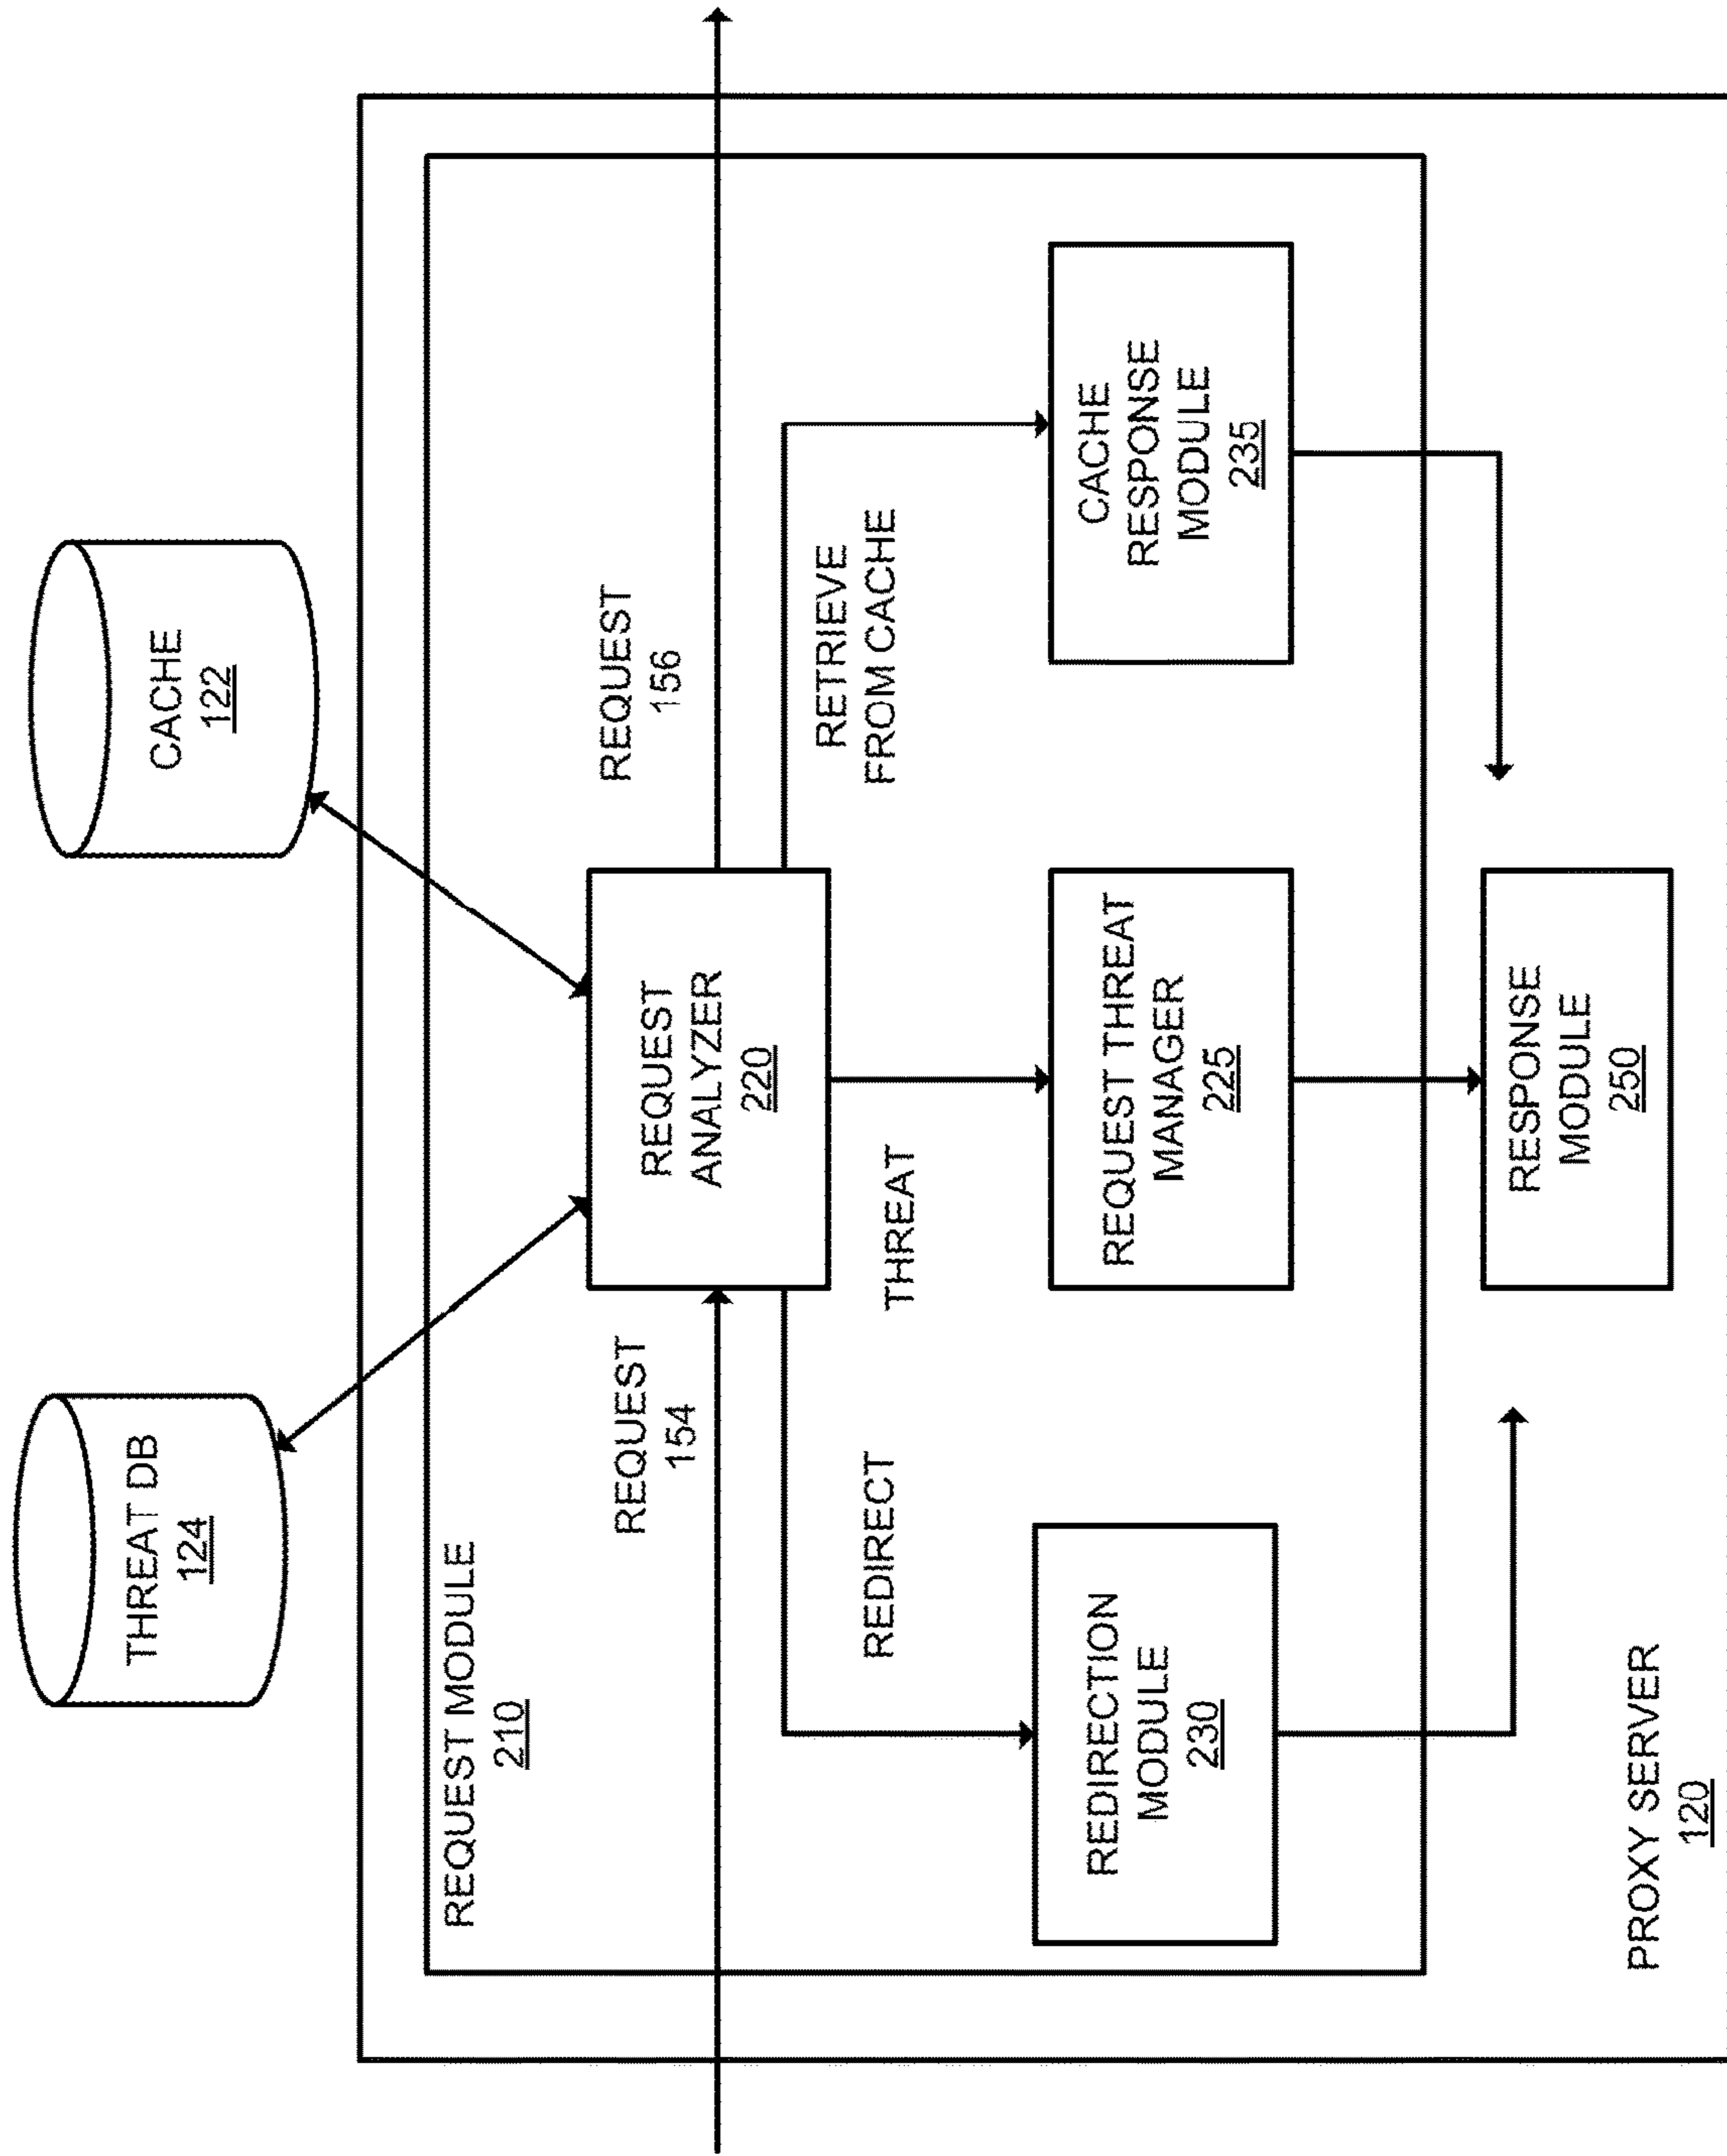 THREAT DB
124
CACHE
122
REQUEST MODULE
210
REQUEST
154
REQUEST
ANALYZER
220
REQUEST
156
REDIRECT
THREAT
RETRIEVE
FROM CACHE
REDIRECTION
MODULE
230
REQUEST THREAT
MANAGER
225
CACHE
RESPONSE
MODULE
235
RESPONSE
MODULE
250
PROXY SERVER
120